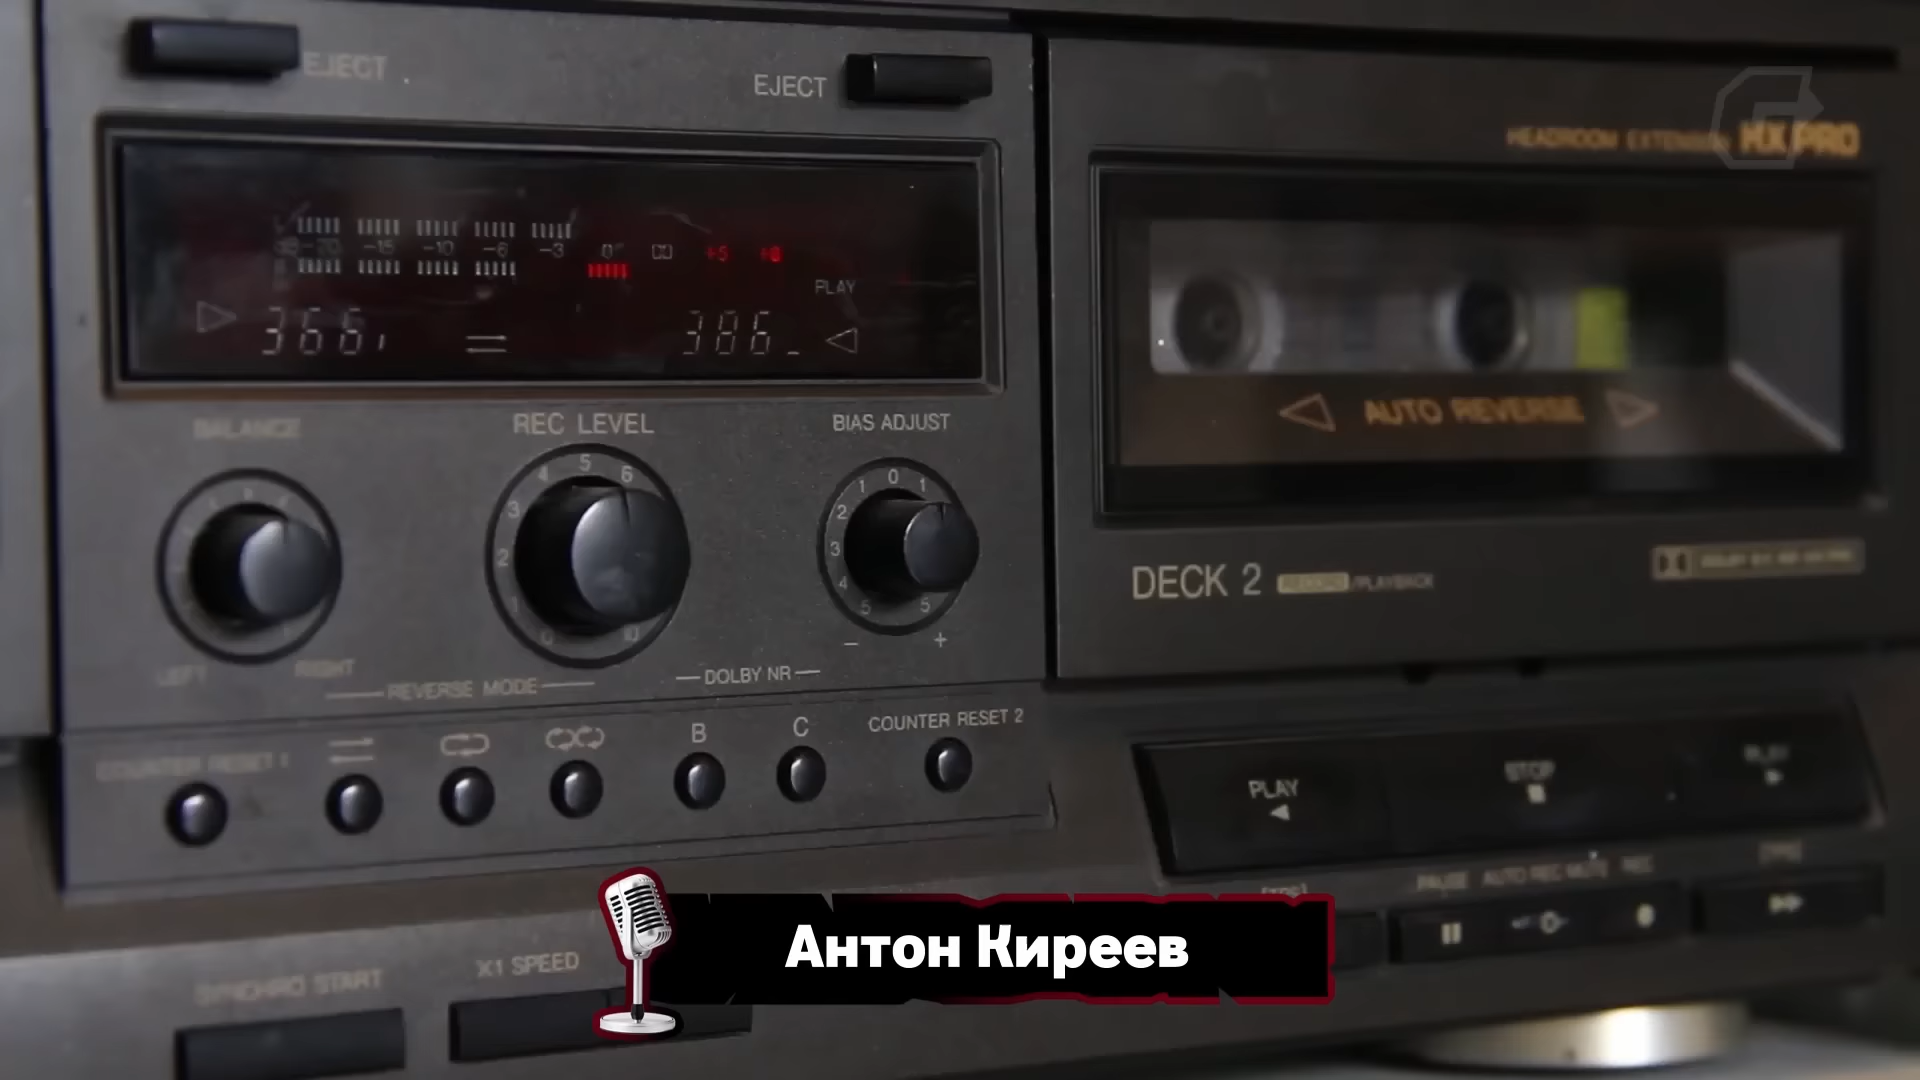 EJECT
EJECT
HEADROOM EXTENSION HX PRO
dB -20 -15 -10 -6 -3 0 +5 +8
PLAY
366
386
BALANCE
REC LEVEL
BIAS ADJUST
AUTO REVERSE
4 5 6
3
2
1
0 10
1 0 1
2
3
4
5 5
− +
DECK 2 RECORD/PLAYBACK
LEFT RIGHT
REVERSE MODE
DOLBY NR
COUNTER RESET 1
B
C
COUNTER RESET 2
PLAY
STOP
PLAY
PAUSE AUTO REC MUTE REC
SYNCHRO START
X1 SPEED
Антон Киреев